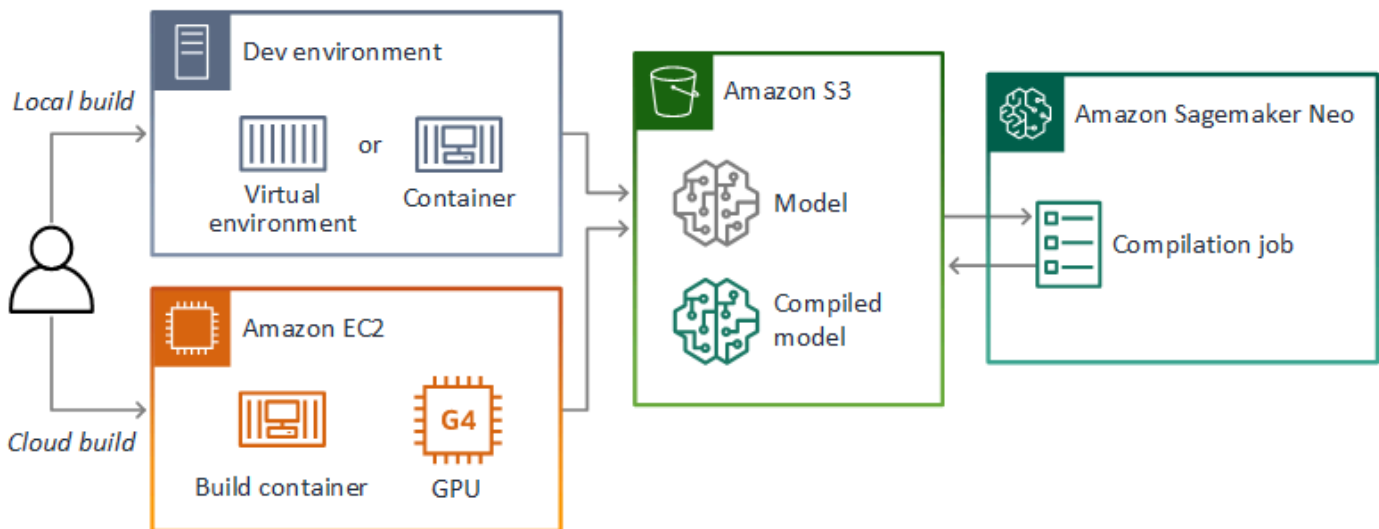 Dev environment
Local build
or
Virtual
environment
Container
Amazon EC2
G4
Cloud build
Build container
GPU
Amazon S3
Model
Compiled
model
Amazon Sagemaker Neo
Compilation job